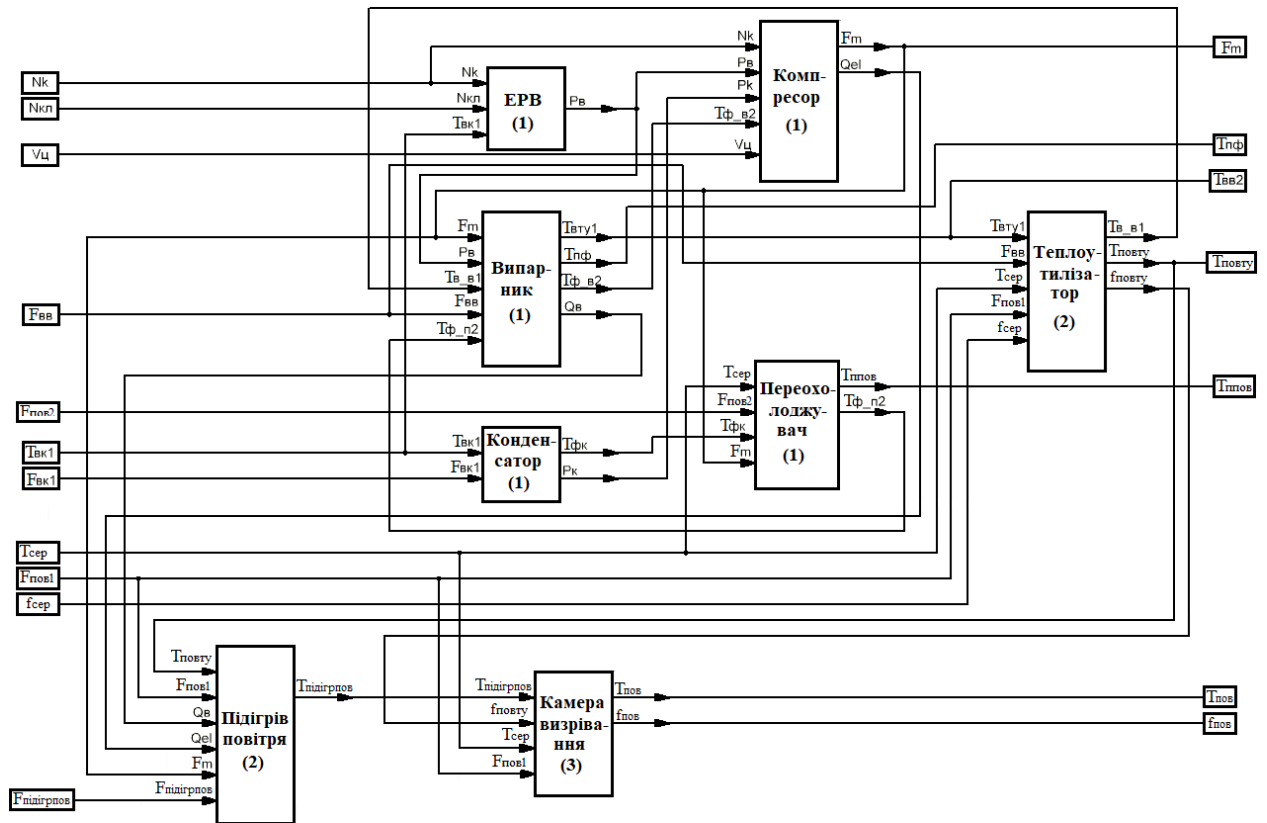 Nk
Nкл
Vц
Fвв
Fпов2
Tвк1
Fвк1
Tсер
Fпов1
fсер
Fпідігрпов
Nk
Nкл
Tвк1
ЕРВ
(1)
Pв
Nk
Pв
Pk
Tф_в2
Vц
Комп-
ресор
(1)
Fm
Qel
Fm
Pв
Tв_в1
Fвв
Tф_п2
Випар-
ник
(1)
Tвту1
Tпф
Tф_в2
Qв
Tвту1
Fвв
Tсер
Fпов1
fсер
Теплоу-
тиліза-
тор
(2)
Tв_в1
Tповту
fповту
Tсер
Fпов2
Tфк
Fm
Переохо-
лоджу-
вач
(1)
Tппов
Tф_п2
Tвк1
Fвк1
Конден-
сатор
(1)
Tфк
Pк
Tповту
Fпов1
Qв
Qel
Fm
Fпідігрпов
Підігрів
повітря
(2)
Tпідігрпов
Tпідігрпов
fповту
Tсер
Fпов1
Камера
визріва-
ння
(3)
Tпов
fпов
Fm
Tпф
Tвв2
Tповту
Tппов
Tпов
fпов